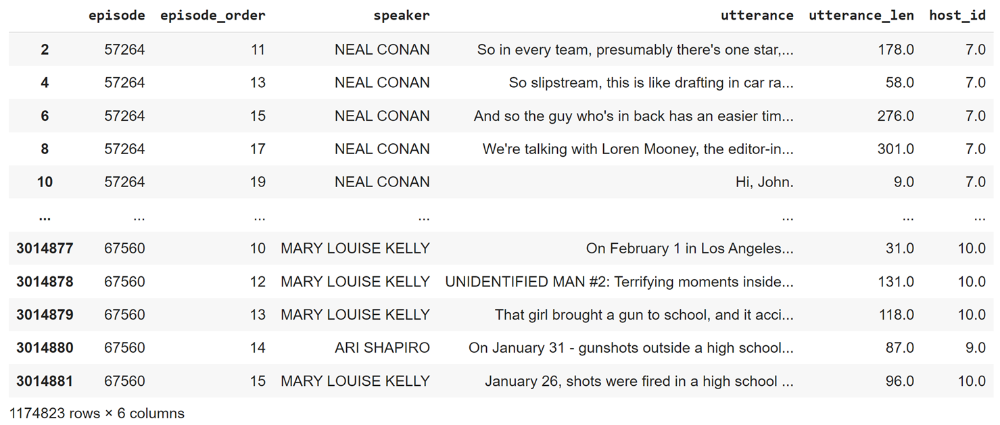 episode episode_order speaker utterance utterance_len host_id
2 57264 11 NEAL CONAN So in every team, presumably there's one star,... 178.0 7.0
4 57264 13 NEAL CONAN So slipstream, this is like drafting in car ra... 58.0 7.0
6 57264 15 NEAL CONAN And so the guy who's in back has an easier tim... 276.0 7.0
8 57264 17 NEAL CONAN We're talking with Loren Mooney, the editor-in... 301.0 7.0
10 57264 19 NEAL CONAN Hi, John. 9.0 7.0
... ... ... ... ... ... ...
3014877 67560 10 MARY LOUISE KELLY On February 1 in Los Angeles... 31.0 10.0
3014878 67560 12 MARY LOUISE KELLY UNIDENTIFIED MAN #2: Terrifying moments inside... 131.0 10.0
3014879 67560 13 MARY LOUISE KELLY That girl brought a gun to school, and it acci... 118.0 10.0
3014880 67560 14 ARI SHAPIRO On January 31 - gunshots outside a high school... 87.0 9.0
3014881 67560 15 MARY LOUISE KELLY January 26, shots were fired in a high school ... 96.0 10.0
1174823 rows × 6 columns